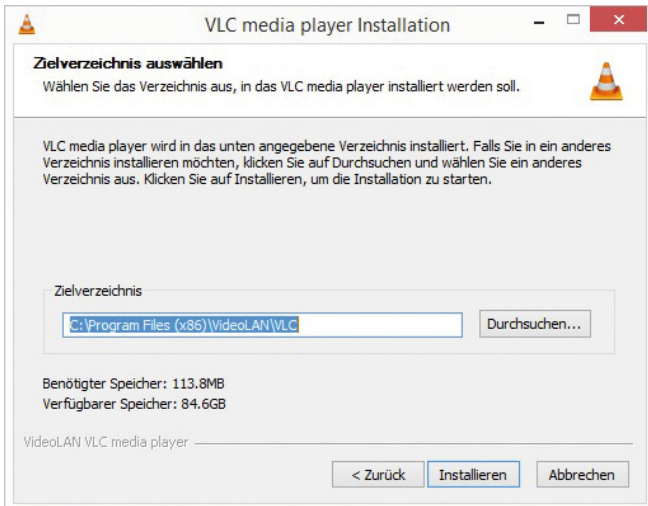 VLC media player Installation
Zielverzeichnis auswählen
Wählen Sie das Verzeichnis aus, in das VLC media player installiert werden soll.
VLC media player wird in das unten angegebene Verzeichnis installiert. Falls Sie in ein anderes
Verzeichnis installieren möchten, klicken Sie auf Durchsuchen und wählen Sie ein anderes
Verzeichnis aus. Klicken Sie auf Installieren, um die Installation zu starten.
Zielverzeichnis
C:\Program Files (x86)\VideoLAN\VLC
Durchsuchen...
Benötigter Speicher: 113.8MB
Verfügbarer Speicher: 84.6GB
VideoLAN VLC media player
< Zurück
Installieren
Abbrechen